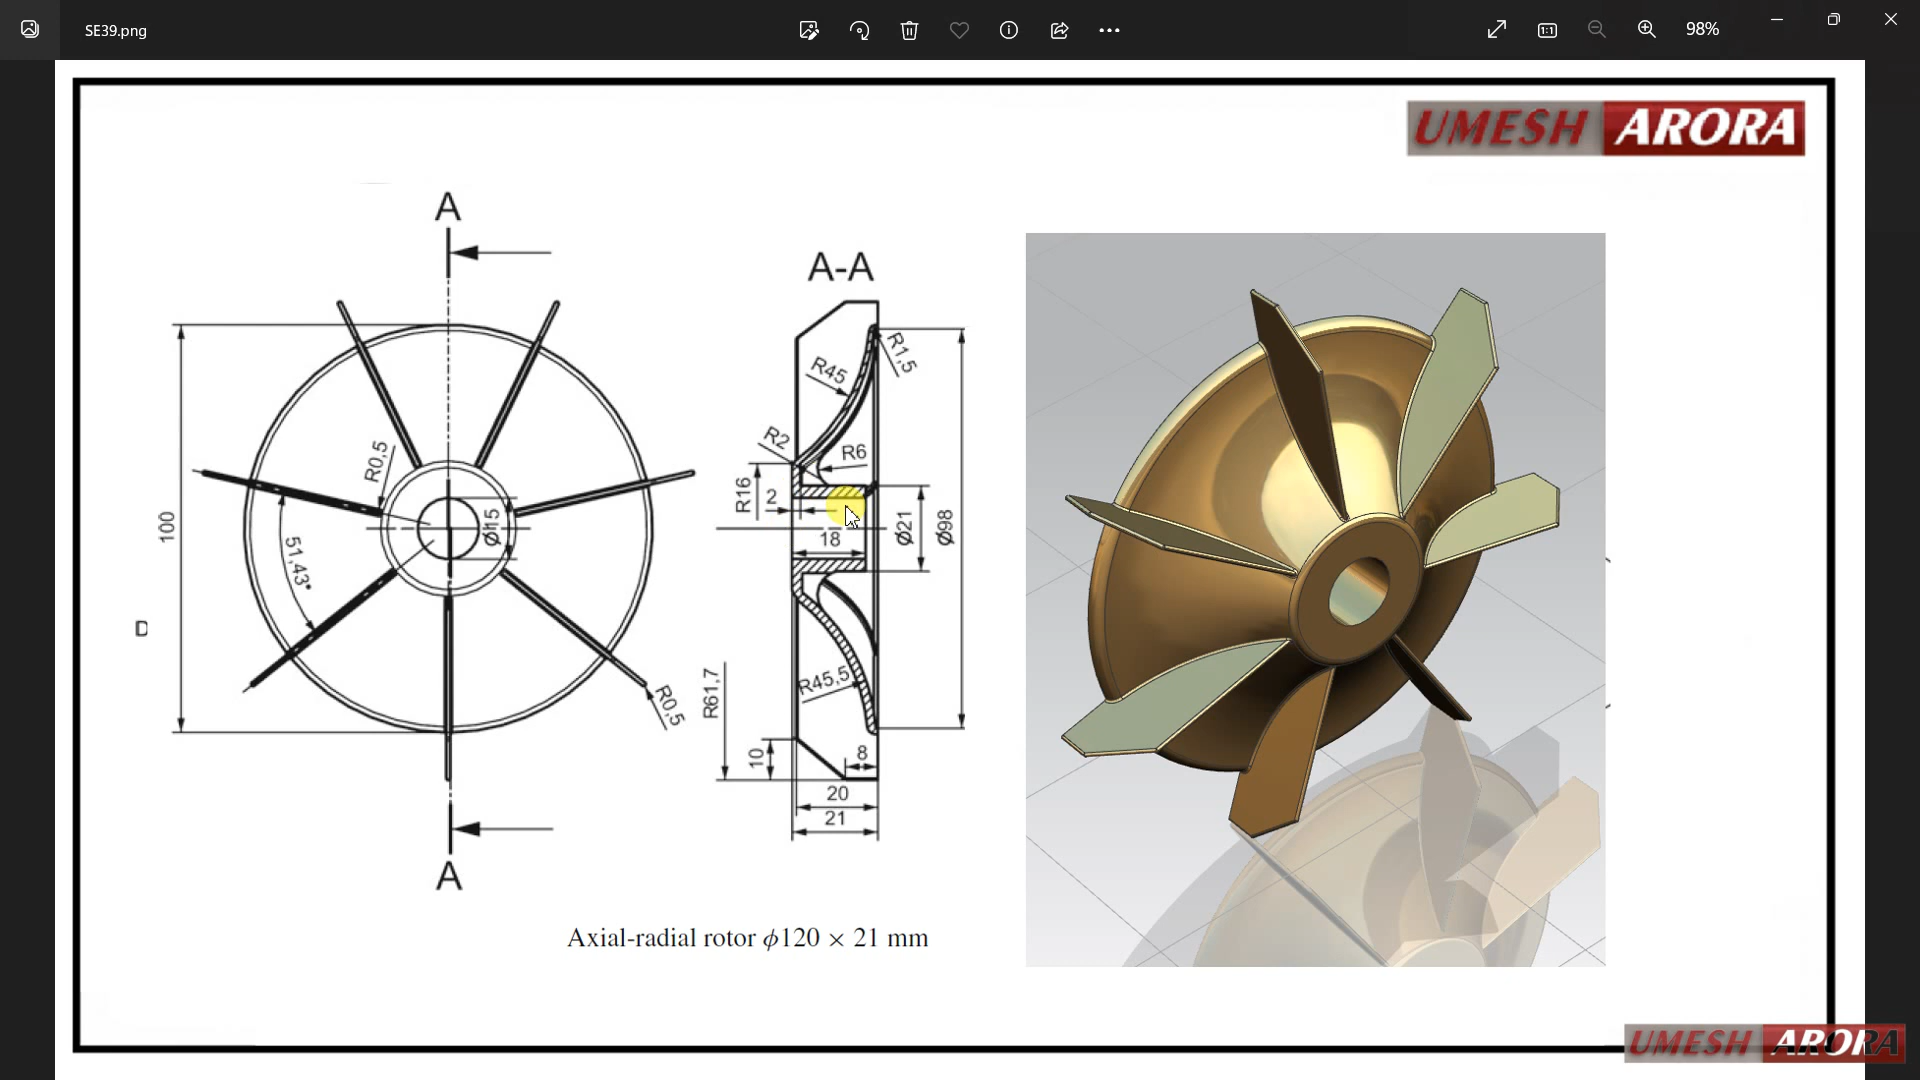 SE39.png
1:1
98%
UMESH ARORA
A
A-A
R1,5
R45
R2
R6
R0,5
R16
2
100
Ø15
18
Ø21
Ø98
51,43°
R45,5
R61,7
R0,5
10
8
20
21
A
Axial-radial rotor ϕ120 × 21 mm
UMESH ARORA